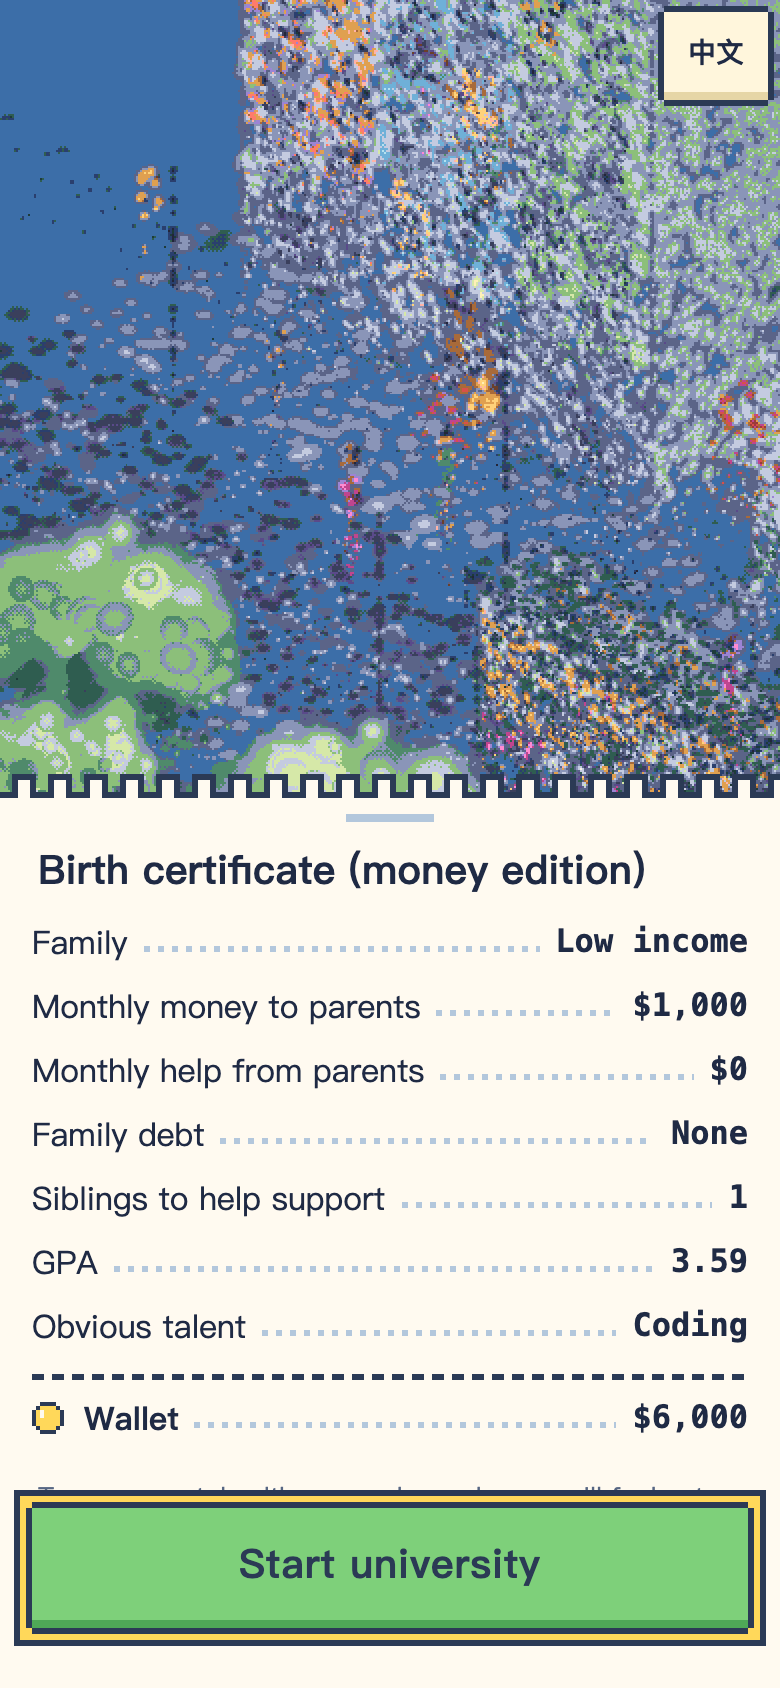 中文
Birth certificate (money edition)
Family Low income
Monthly money to parents $1,000
Monthly help from parents $0
Family debt None
Siblings to help support 1
GPA 3.59
Obvious talent Coding
Wallet $6,000
Start university